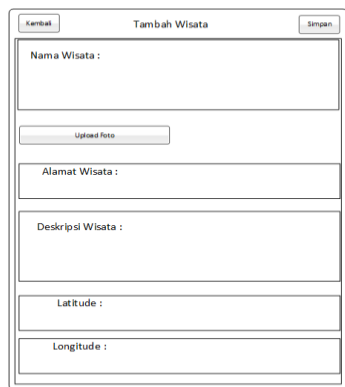 Kembali
Tambah Wisata
Simpan
Nama Wisata :
Upload Foto
Alamat Wisata :
Deskripsi Wisata :
Latitude :
Longitude :